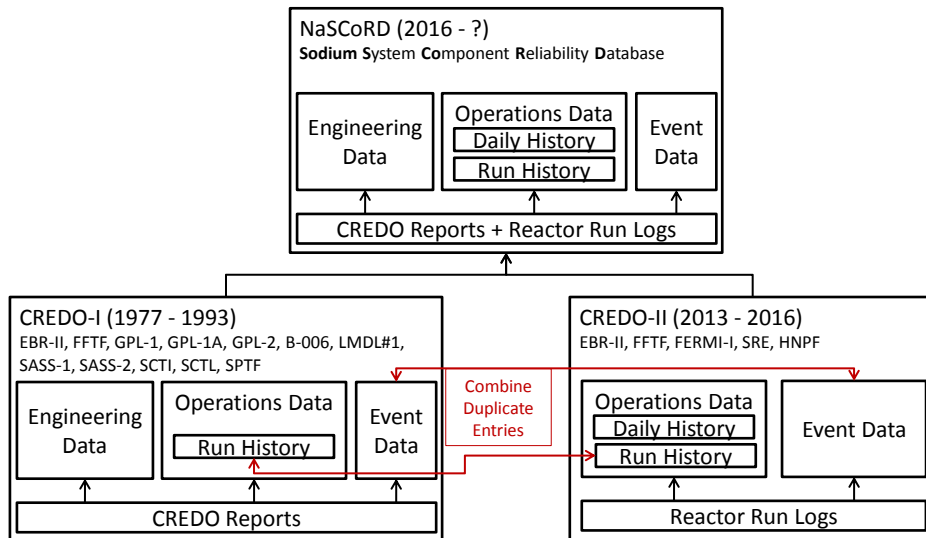 NaSCoRD (2016 - ?)
Sodium System Component Reliability Database
Engineering
Data
Operations Data
Daily History
Run History
Event
Data
CREDO Reports + Reactor Run Logs
CREDO-I (1977 - 1993)
EBR-II, FFTF, GPL-1, GPL-1A, GPL-2, B-006, LMDL#1,
SASS-1, SASS-2, SCTI, SCTL, SPTF
Engineering
Data
Operations Data
Run History
Event
Data
CREDO Reports
Combine
Duplicate
Entries
CREDO-II (2013 - 2016)
EBR-II, FFTF, FERMI-I, SRE, HNPF
Operations Data
Daily History
Run History
Event Data
Reactor Run Logs